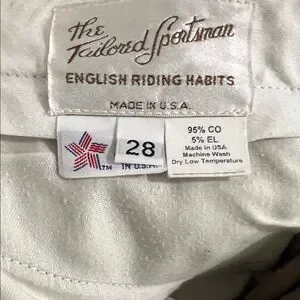 The
Tailored Sportsman
ENGLISH RIDING HABITS
MADE IN U.S.A.
TM IN U.S.A.
28
95% CO
5% EL
Made in USA
Machine Wash
Dry Low Temperature